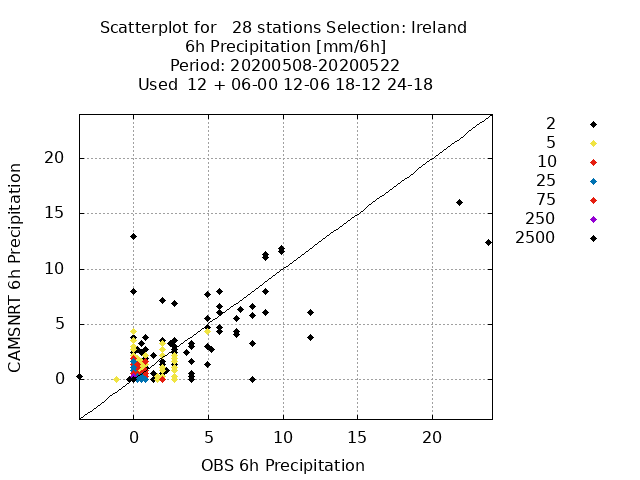 Scatterplot for   28 stations Selection: Ireland
6h Precipitation [mm/6h]
Period: 20200508-20200522
Used  12 + 06-00 12-06 18-12 24-18
2
5
10
25
75
250
2500
CAMSNRT 6h Precipitation
20
15
10
5
0
0 5 10 15 20
OBS 6h Precipitation